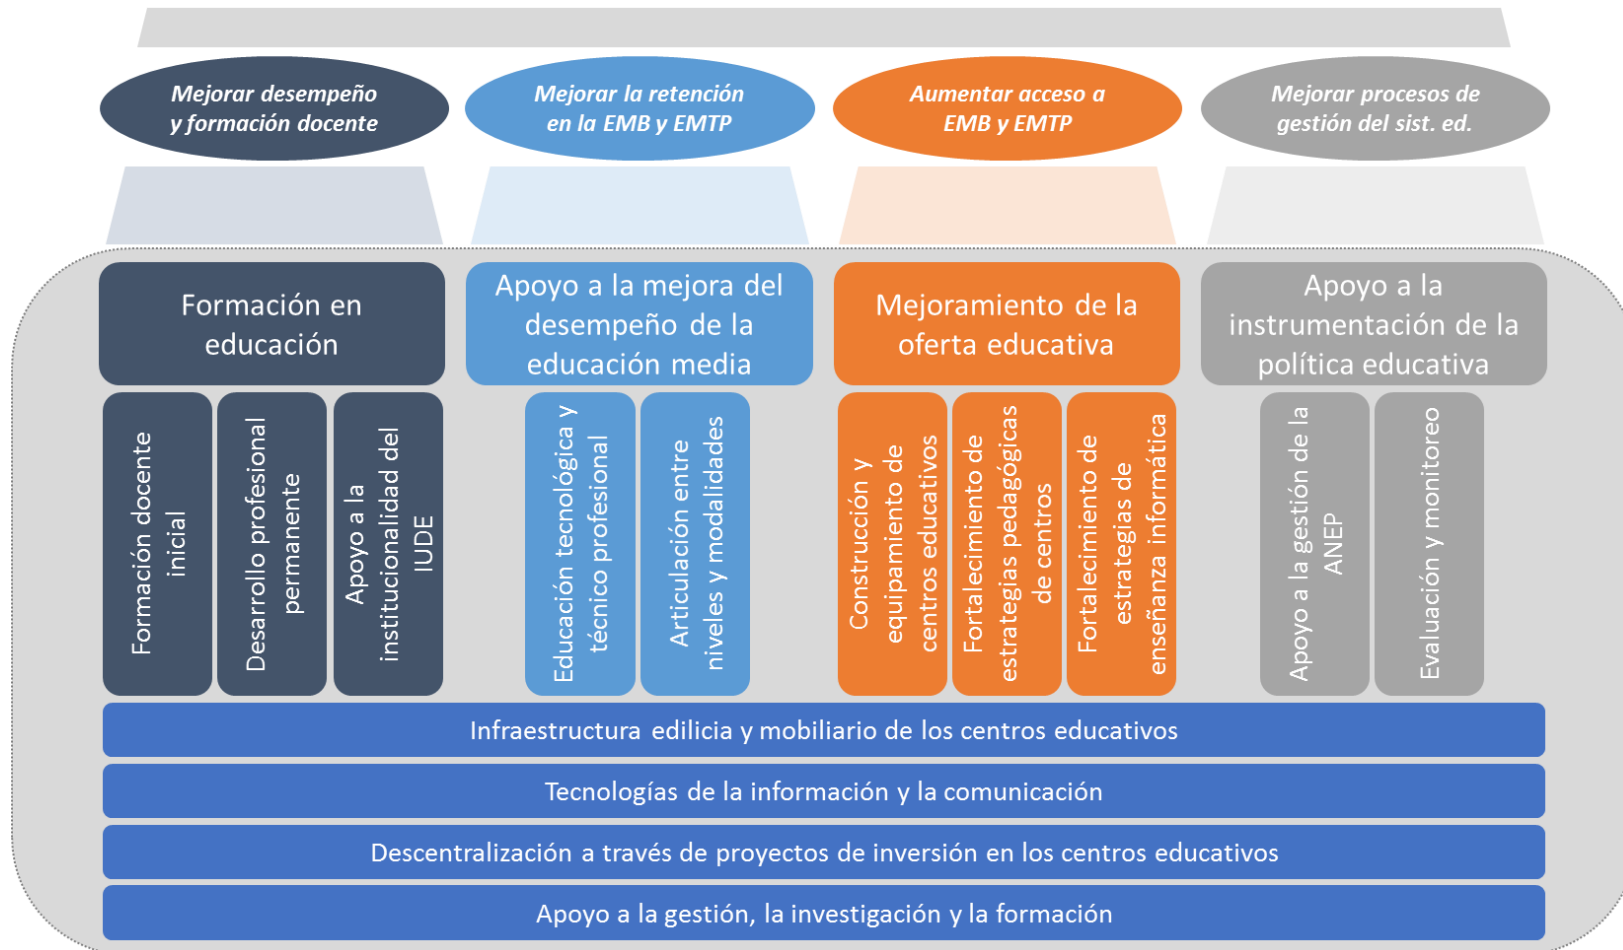 Mejorar desempeño
y formación docente
Mejorar la retención
en la EMB y EMTP
Aumentar acceso a
EMB y EMTP
Mejorar procesos de
gestión del sist. ed.
Formación en
educación
Apoyo a la mejora del
desempeño de la
educación media
Mejoramiento de la
oferta educativa
Apoyo a la
instrumentación de la
política educativa
Formación docente
inicial
Desarrollo profesional
permanente
Apoyo a la
institucionalidad del
IUDE
Educación tecnológica y
técnico profesional
Articulación entre
niveles y modalidades
Construcción y
equipamiento de
centros educativos
Fortalecimiento de
estrategias pedagógicas
de centros
Fortalecimiento de
estrategias de
enseñanza informática
Apoyo a la gestión de la
ANEP
Evaluación y monitoreo
Infraestructura edilicia y mobiliario de los centros educativos
Tecnologías de la información y la comunicación
Descentralización a través de proyectos de inversión en los centros educativos
Apoyo a la gestión, la investigación y la formación